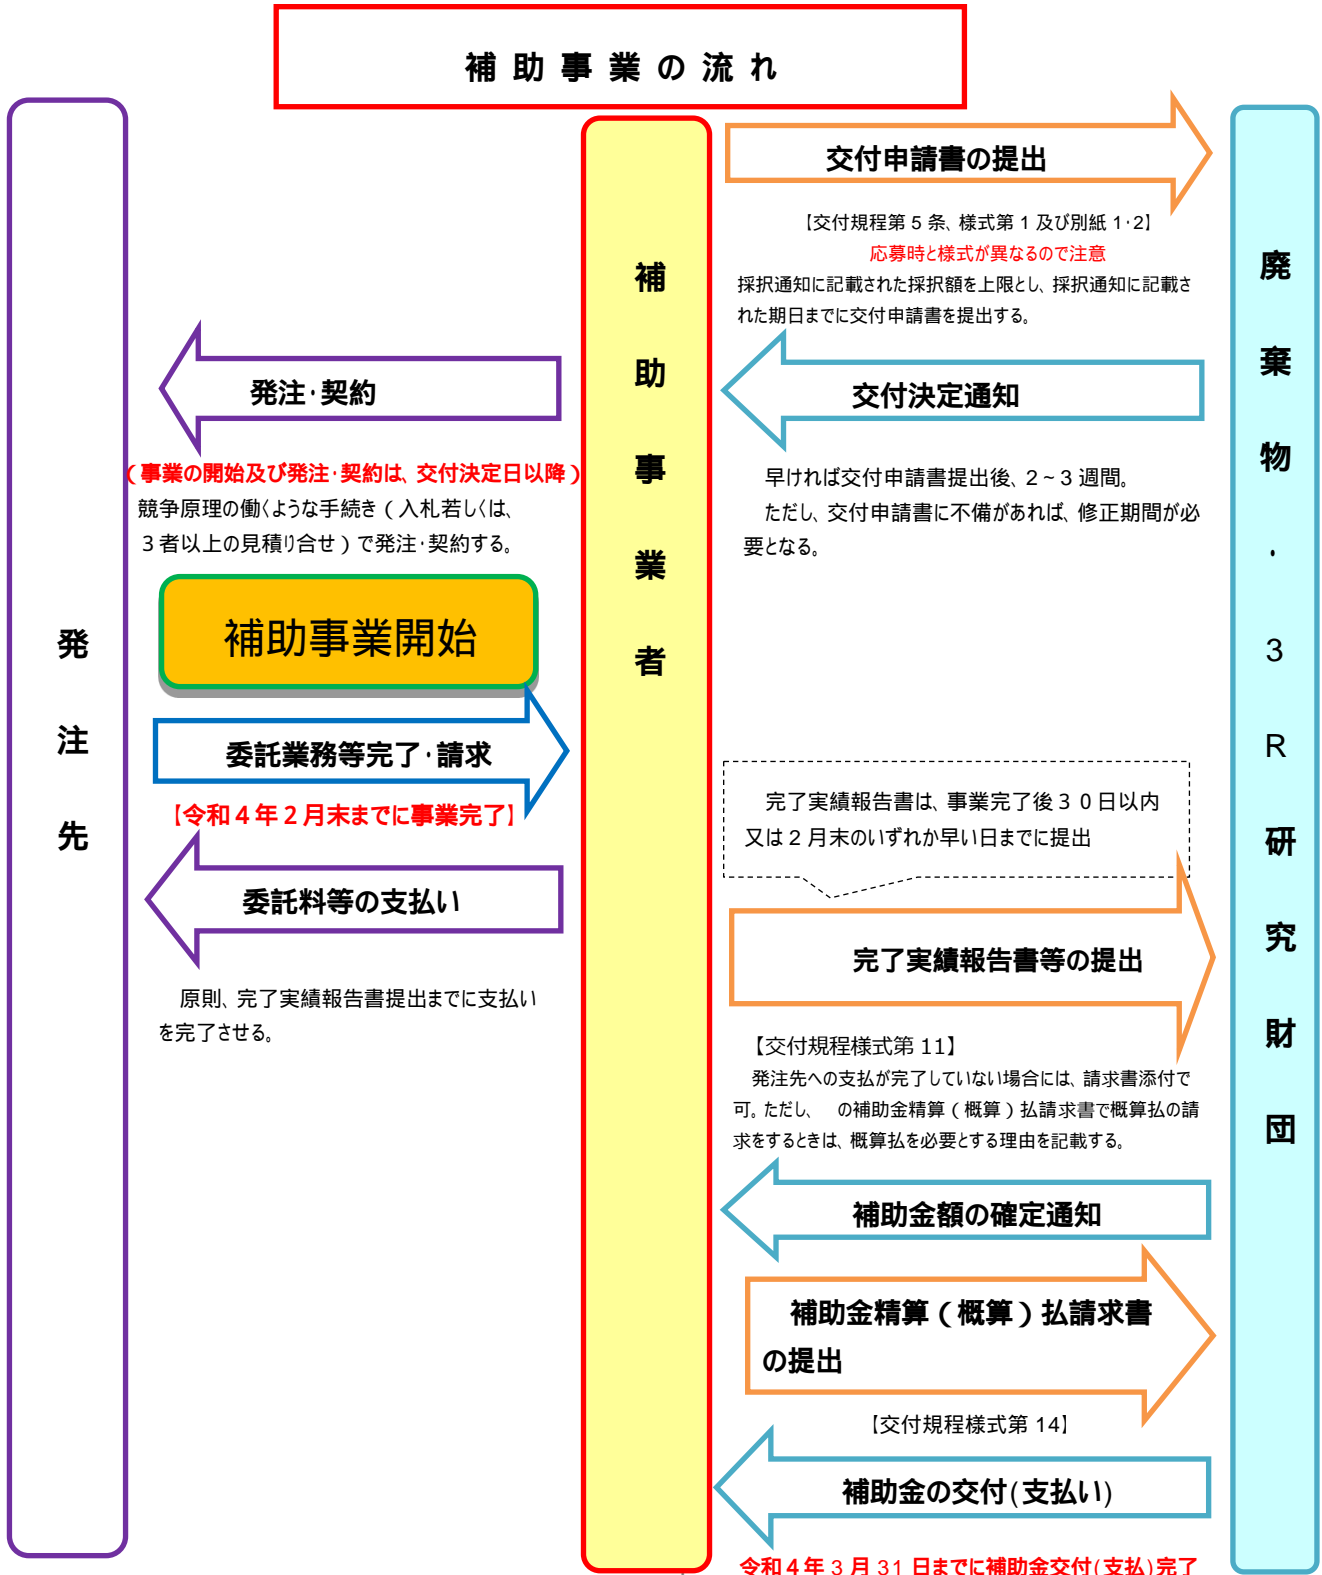 補助事業の流れ
交付申請書の提出
【交付規程第5条、様式第1及び別紙1・2】
応募時と様式が異なるので注意
採択通知に記載された採択額を上限とし、採択通知に記載さ
れた期日までに交付申請書を提出する。
交付決定通知
早ければ交付申請書提出後、2~3週間。
ただし、交付申請書に不備があれば、修正期間が必
要となる。
発注・契約
(事業の開始及び発注・契約は、交付決定日以降)
競争原理の働くような手続き(入札若しくは、
3者以上の見積り合せ)で発注・契約する。
補助事業開始
委託業務等完了・請求
【令和4年2月末までに事業完了】
委託料等の支払い
原則、完了実績報告書提出までに支払い
を完了させる。
完了実績報告書は、事業完了後30日以内
又は2月末のいずれか早い日までに提出
完了実績報告書等の提出
【交付規程様式第11】
発注先への支払が完了していない場合には、請求書添付で
可。ただし、 の補助金精算(概算)払請求書で概算払の請
求をするときは、概算払を必要とする理由を記載する。
補助金額の確定通知
補助金精算(概算)払請求書
の提出
【交付規程様式第14】
補助金の交付(支払い)
令和4年3月31日までに補助金交付(支払)完了
発注先
補助事業者
廃棄物・3R研究財団